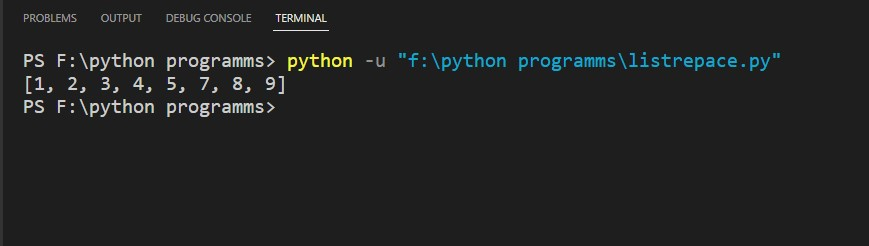 PROBLEMS OUTPUT DEBUG CONSOLE TERMINAL
PS F:\python programms> python -u "f:\python programms\listrepace.py"
[1, 2, 3, 4, 5, 7, 8, 9]
PS F:\python programms>